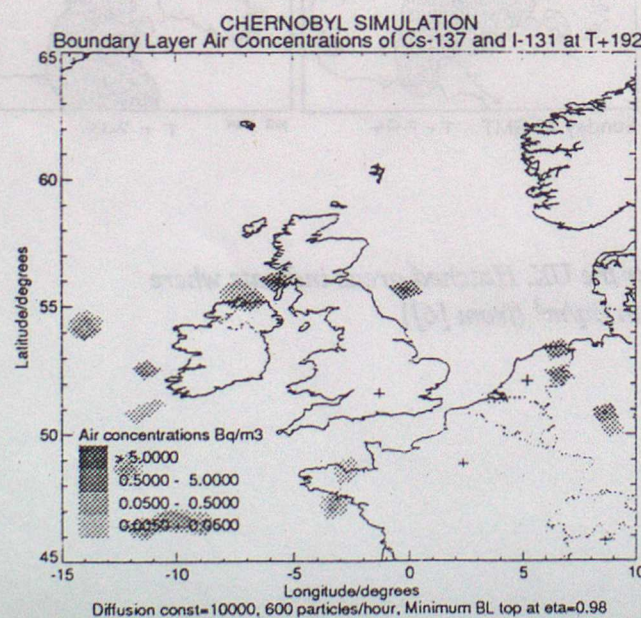 CHERNOBYL SIMULATION
Boundary Layer Air Concentrations of Cs-137 and I-131 at T+192
65
60
55
50
45
Latitude/degrees
Air concentrations Bq/m3
> 5.0000
0.5000 - 5.0000
0.0500 - 0.5000
0.0050 - 0.0500
-15 -10 -5 0 5 10
Longitude/degrees
Diffusion const=10000, 600 particles/hour, Minimum BL top at eta=0.98